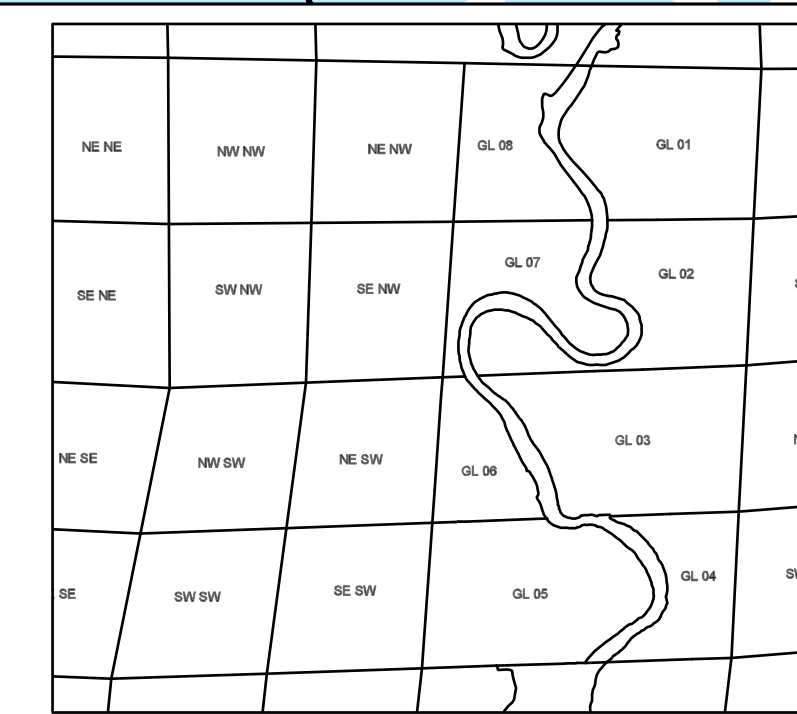 NE NE
NW NW
NE NW
GL 08
GL 01
SE NE
SW NW
SE NW
GL 07
GL 02
NE SE
NW SW
NE SW
GL 06
GL 03
SE
SW SW
SE SW
GL 05
GL 04